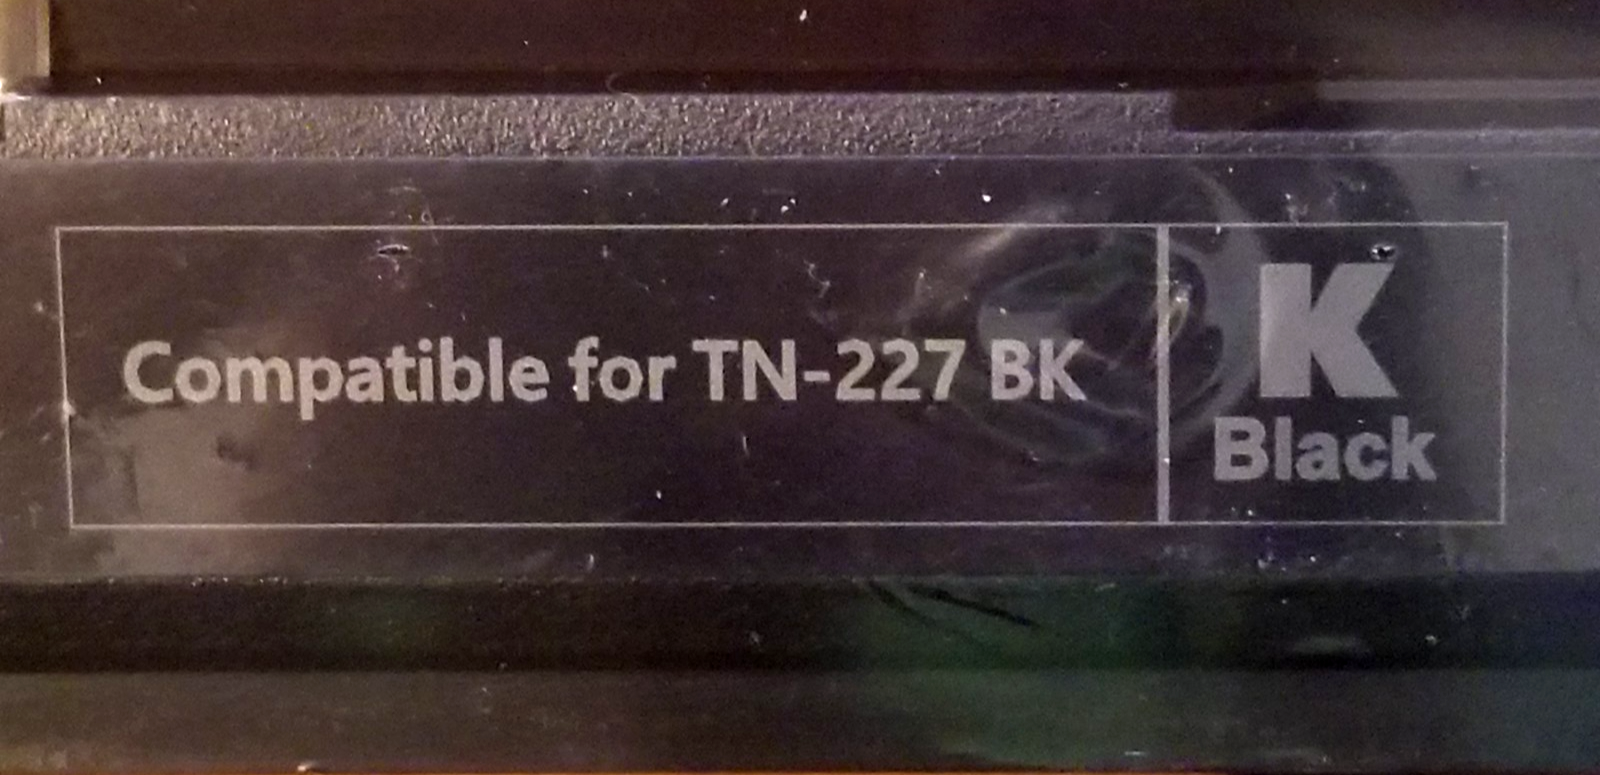 Compatible for TN-227 BK
K
Black